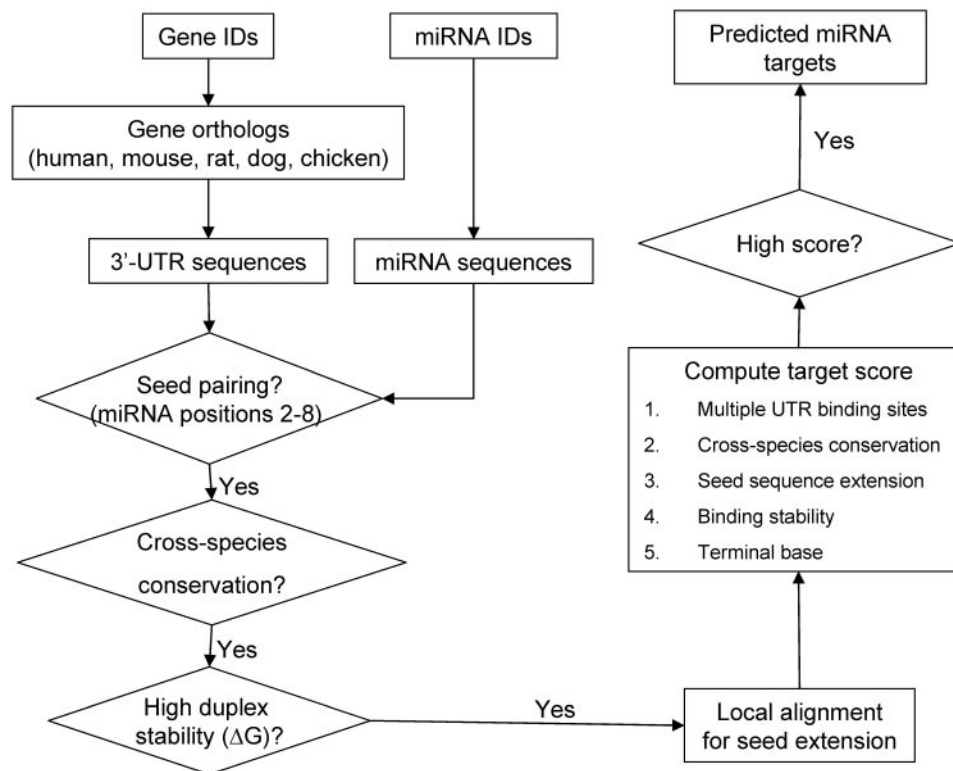 Gene IDs
miRNA IDs
Gene orthologs
(human, mouse, rat, dog, chicken)
3'-UTR sequences
miRNA sequences
Seed pairing?
(miRNA positions 2-8)
Yes
Cross-species
conservation?
Yes
High duplex
stability (ΔG)?
Yes
Local alignment
for seed extension
Compute target score
1. Multiple UTR binding sites
2. Cross-species conservation
3. Seed sequence extension
4. Binding stability
5. Terminal base
High score?
Yes
Predicted miRNA
targets